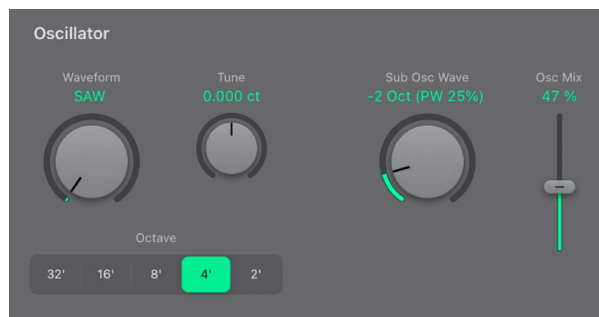 Oscillator
Waveform
SAW
Tune
0.000 ct
Sub Osc Wave
-2 Oct (PW 25%)
Osc Mix
47 %
Octave
32' 16' 8' 4' 2'